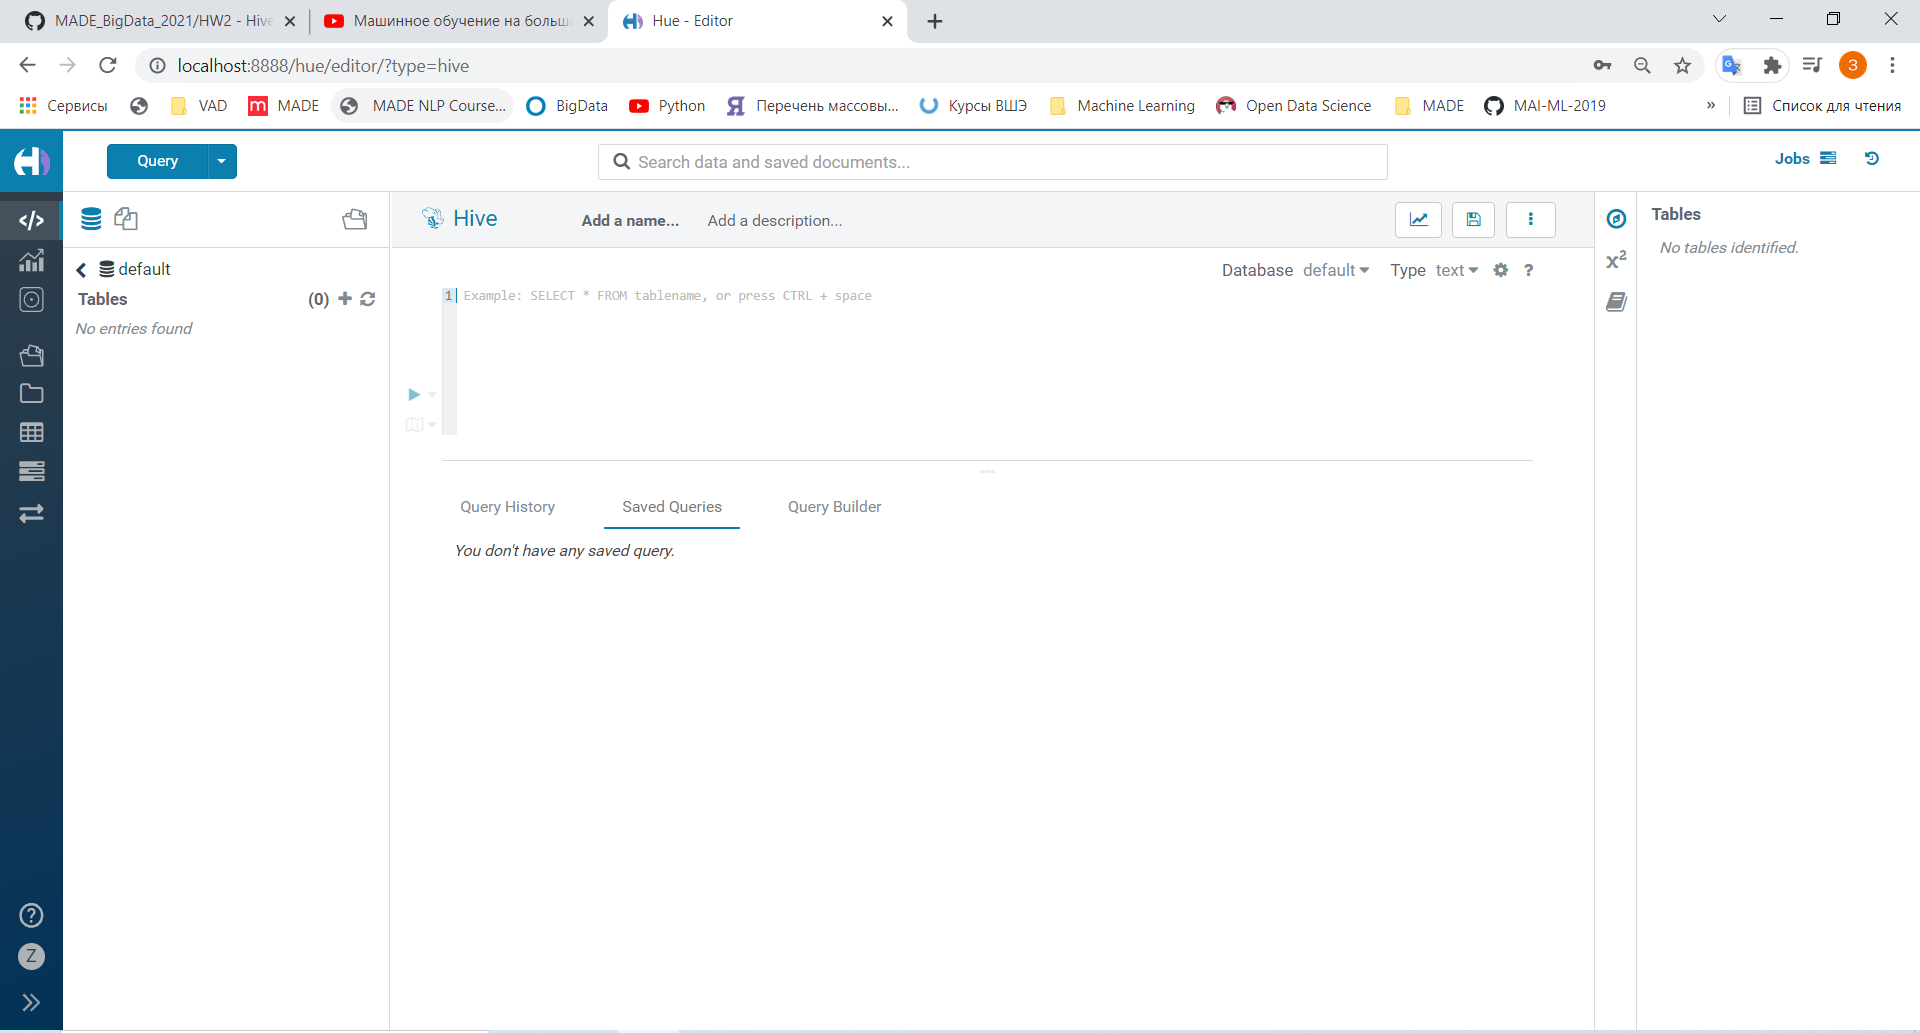 MADE_BigData_2021/HW2 - Hive
Машинное обучение на больш
Hue - Editor
localhost:8888/hue/editor/?type=hive
3
Сервисы
VAD
m MADE
MADE NLP Course...
BigData
Python
Я Перечень массовы...
Курсы ВШЭ
Machine Learning
Open Data Science
MADE
MAI-ML-2019
»
Список для чтения
Query
Search data and saved documents...
Jobs
Hive
Add a name...
Add a description...
Tables
No tables identified.
default
Tables (0)
No entries found
Database default
Type text
?
1 Example: SELECT * FROM tablename, or press CTRL + space
x²
Query History
Saved Queries
Query Builder
You don't have any saved query.
?
Z